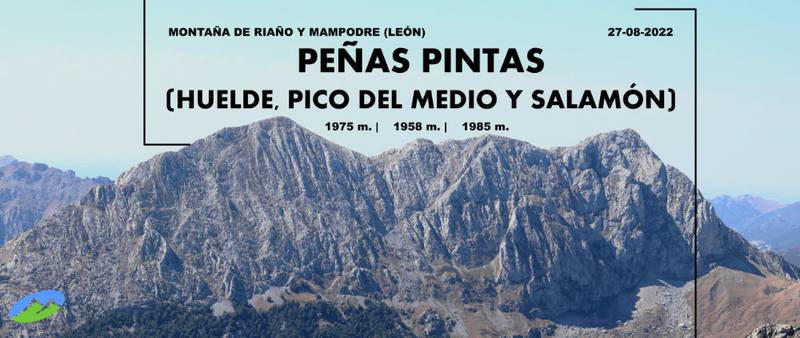 MONTAÑA DE RIAÑO Y MAMPODRE (LEÓN) 27-08-2022
PEÑAS PINTAS
(HUELDE, PICO DEL MEDIO Y SALAMÓN)
1975 m. | 1958 m. | 1985 m.